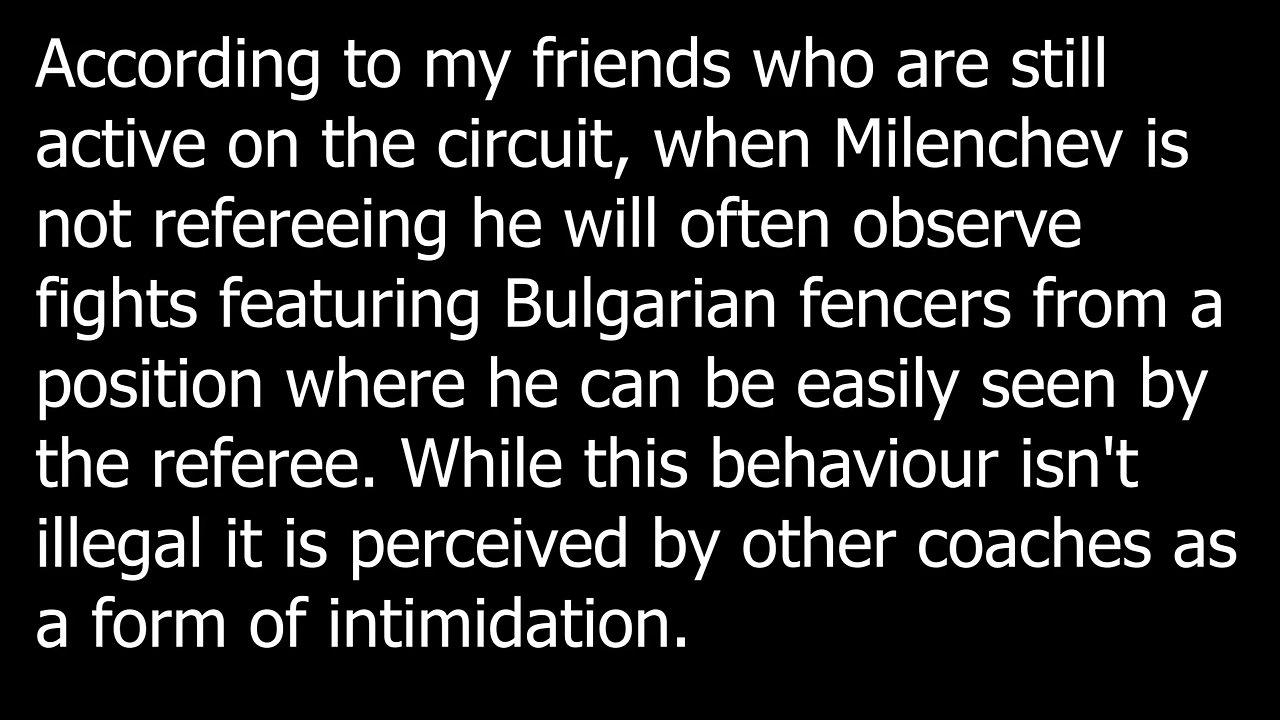 According to my friends who are still
active on the circuit, when Milenchev is
not refereeing he will often observe
fights featuring Bulgarian fencers from a
position where he can be easily seen by
the referee. While this behaviour isn't
illegal it is perceived by other coaches as
a form of intimidation.